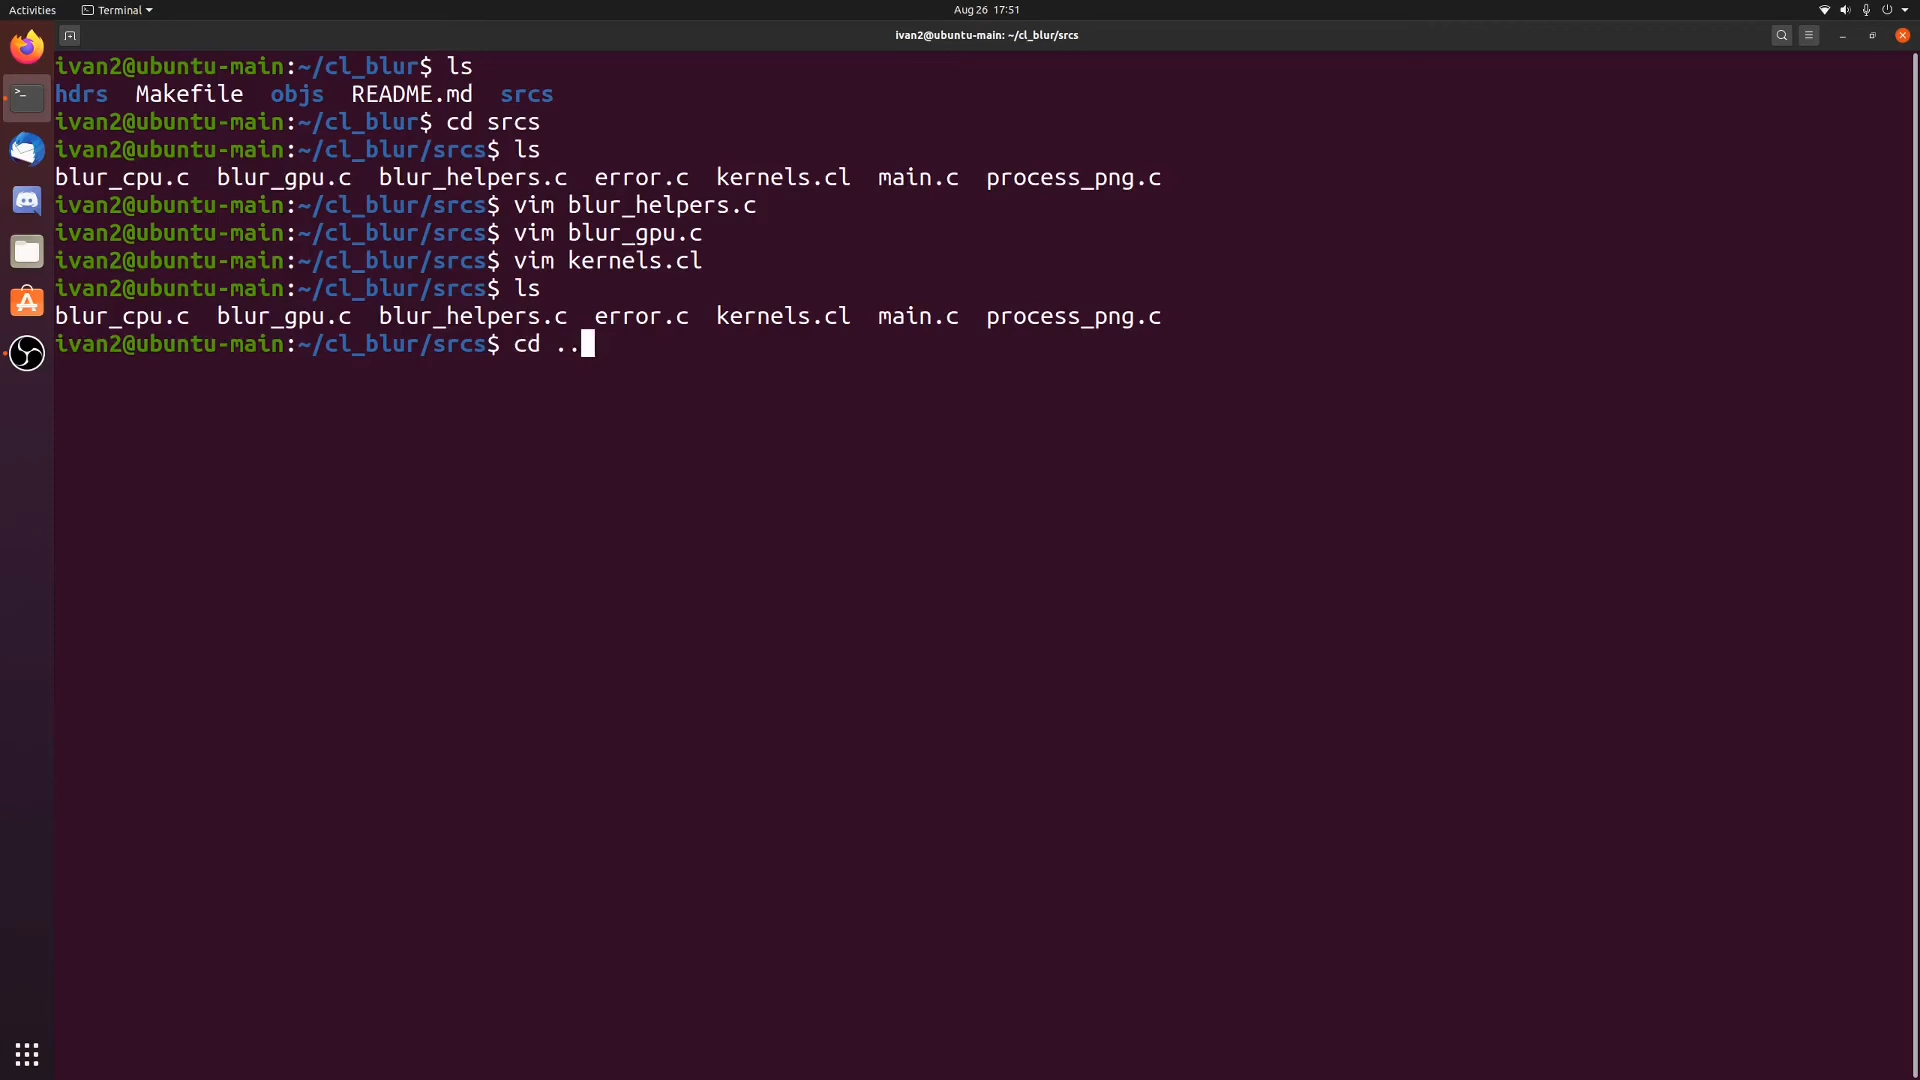 Activities Terminal Aug 26 17:51
ivan2@ubuntu-main: ~/cl_blur/srcs
ivan2@ubuntu-main:~/cl_blur$ ls
hdrs Makefile objs README.md srcs
ivan2@ubuntu-main:~/cl_blur$ cd srcs
ivan2@ubuntu-main:~/cl_blur/srcs$ ls
blur_cpu.c blur_gpu.c blur_helpers.c error.c kernels.cl main.c process_png.c
ivan2@ubuntu-main:~/cl_blur/srcs$ vim blur_helpers.c
ivan2@ubuntu-main:~/cl_blur/srcs$ vim blur_gpu.c
ivan2@ubuntu-main:~/cl_blur/srcs$ vim kernels.cl
ivan2@ubuntu-main:~/cl_blur/srcs$ ls
blur_cpu.c blur_gpu.c blur_helpers.c error.c kernels.cl main.c process_png.c
ivan2@ubuntu-main:~/cl_blur/srcs$ cd ..